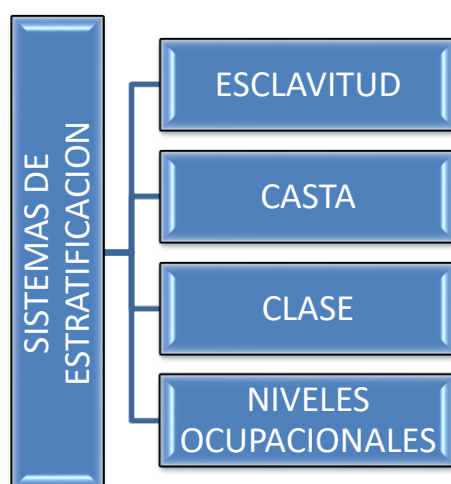 SISTEMAS DE
ESTRATIFICACION
ESCLAVITUD
CASTA
CLASE
NIVELES
OCUPACIONALES